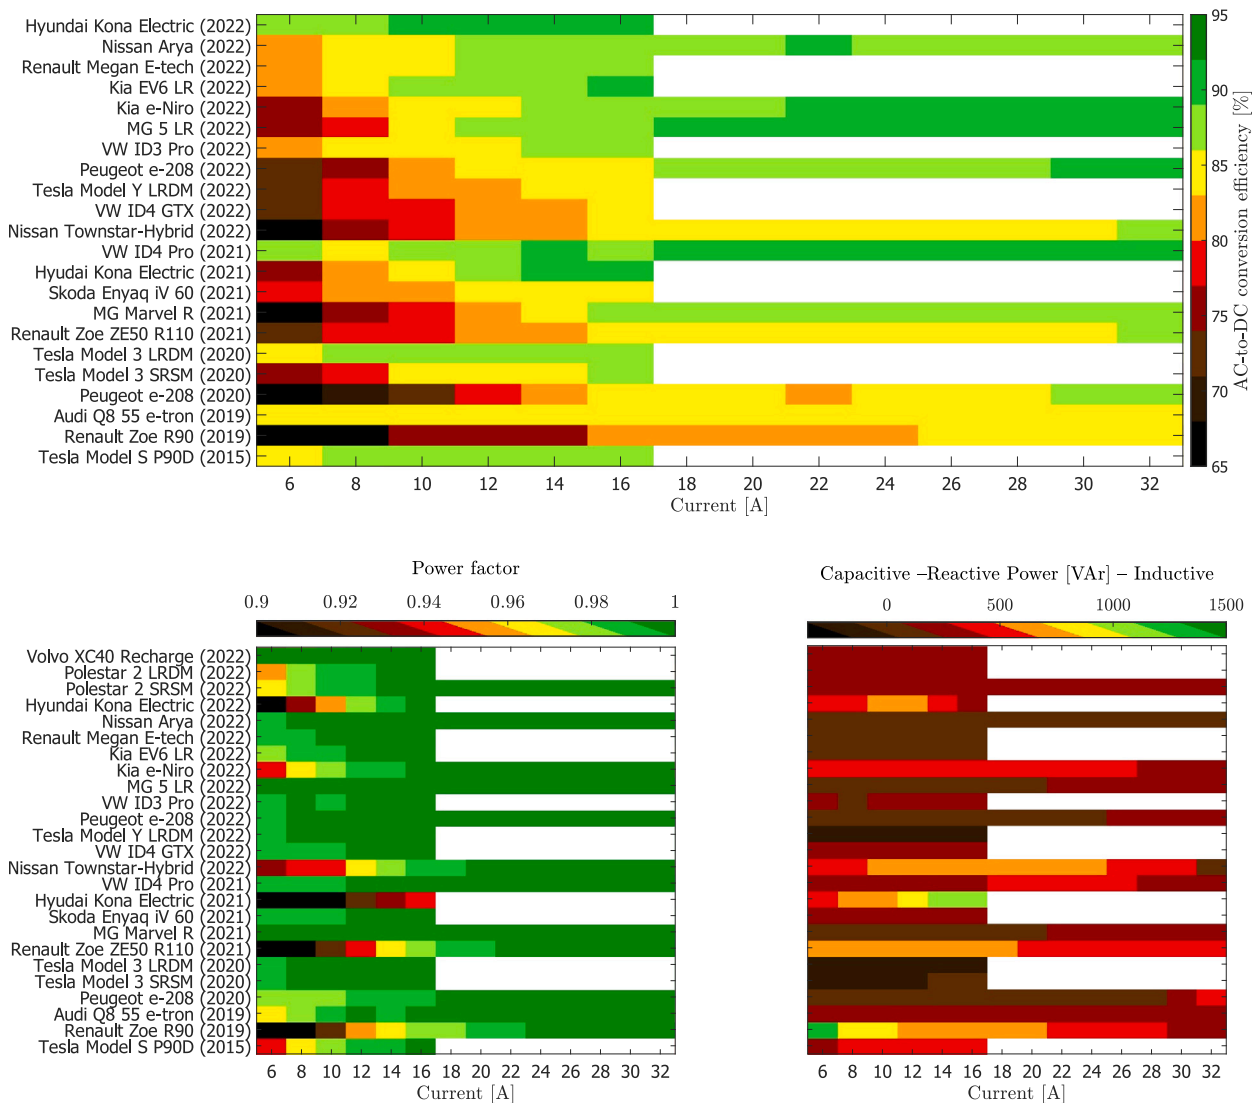 Hyundai Kona Electric (2022)
Nissan Arya (2022)
Renault Megan E-tech (2022)
Kia EV6 LR (2022)
Kia e-Niro (2022)
MG 5 LR (2022)
VW ID3 Pro (2022)
Peugeot e-208 (2022)
Tesla Model Y LRDM (2022)
VW ID4 GTX (2022)
Nissan Townstar-Hybrid (2022)
VW ID4 Pro (2021)
Hyudai Kona Electric (2021)
Skoda Enyaq iV 60 (2021)
MG Marvel R (2021)
Renault Zoe ZE50 R110 (2021)
Tesla Model 3 LRDM (2020)
Tesla Model 3 SRSM (2020)
Peugeot e-208 (2020)
Audi Q8 55 e-tron (2019)
Renault Zoe R90 (2019)
Tesla Model S P90D (2015)
6 8 10 12 14 16 18 20 22 24 26 28 30 32
Current [A]
95
90
85
80
75
70
65
AC-to-DC conversion efficiency [%]
Power factor
0.9 0.92 0.94 0.96 0.98 1
Volvo XC40 Recharge (2022)
Polestar 2 LRDM (2022)
Polestar 2 SRSM (2022)
Hyundai Kona Electric (2022)
Nissan Arya (2022)
Renault Megan E-tech (2022)
Kia EV6 LR (2022)
Kia e-Niro (2022)
MG 5 LR (2022)
VW ID3 Pro (2022)
Peugeot e-208 (2022)
Tesla Model Y LRDM (2022)
VW ID4 GTX (2022)
Nissan Townstar-Hybrid (2022)
VW ID4 Pro (2021)
Hyudai Kona Electric (2021)
Skoda Enyaq iV 60 (2021)
MG Marvel R (2021)
Renault Zoe ZE50 R110 (2021)
Tesla Model 3 LRDM (2020)
Tesla Model 3 SRSM (2020)
Peugeot e-208 (2020)
Audi Q8 55 e-tron (2019)
Renault Zoe R90 (2019)
Tesla Model S P90D (2015)
6 8 10 12 14 16 18 20 22 24 26 28 30 32
Current [A]
Capacitive –Reactive Power [VAr] – Inductive
0 500 1000 1500
6 8 10 12 14 16 18 20 22 24 26 28 30 32
Current [A]